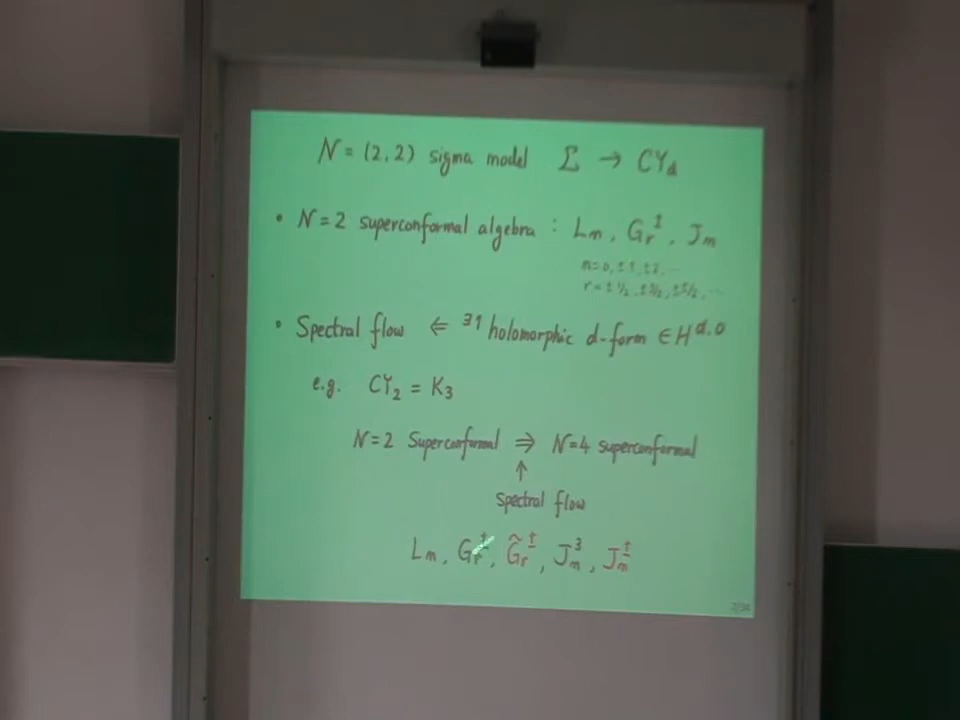 N = (2,2) sigma model Σ → CY_d
• N=2 superconformal algebra : L_m, G_r^±, J_m
m=0, ±1, ±2, ...
r = ± 1/2, ± 3/2, ± 5/2, ...
• Spectral flow ⇐ ∃1 holomorphic d-form ∈ H^{d,0}
e.g. CY_2 = K_3
N=2 Superconformal ⇒ N=4 superconformal
↑
Spectral flow
L_m, G_r^±, G̃_r^±, J_m^3, J_m^±